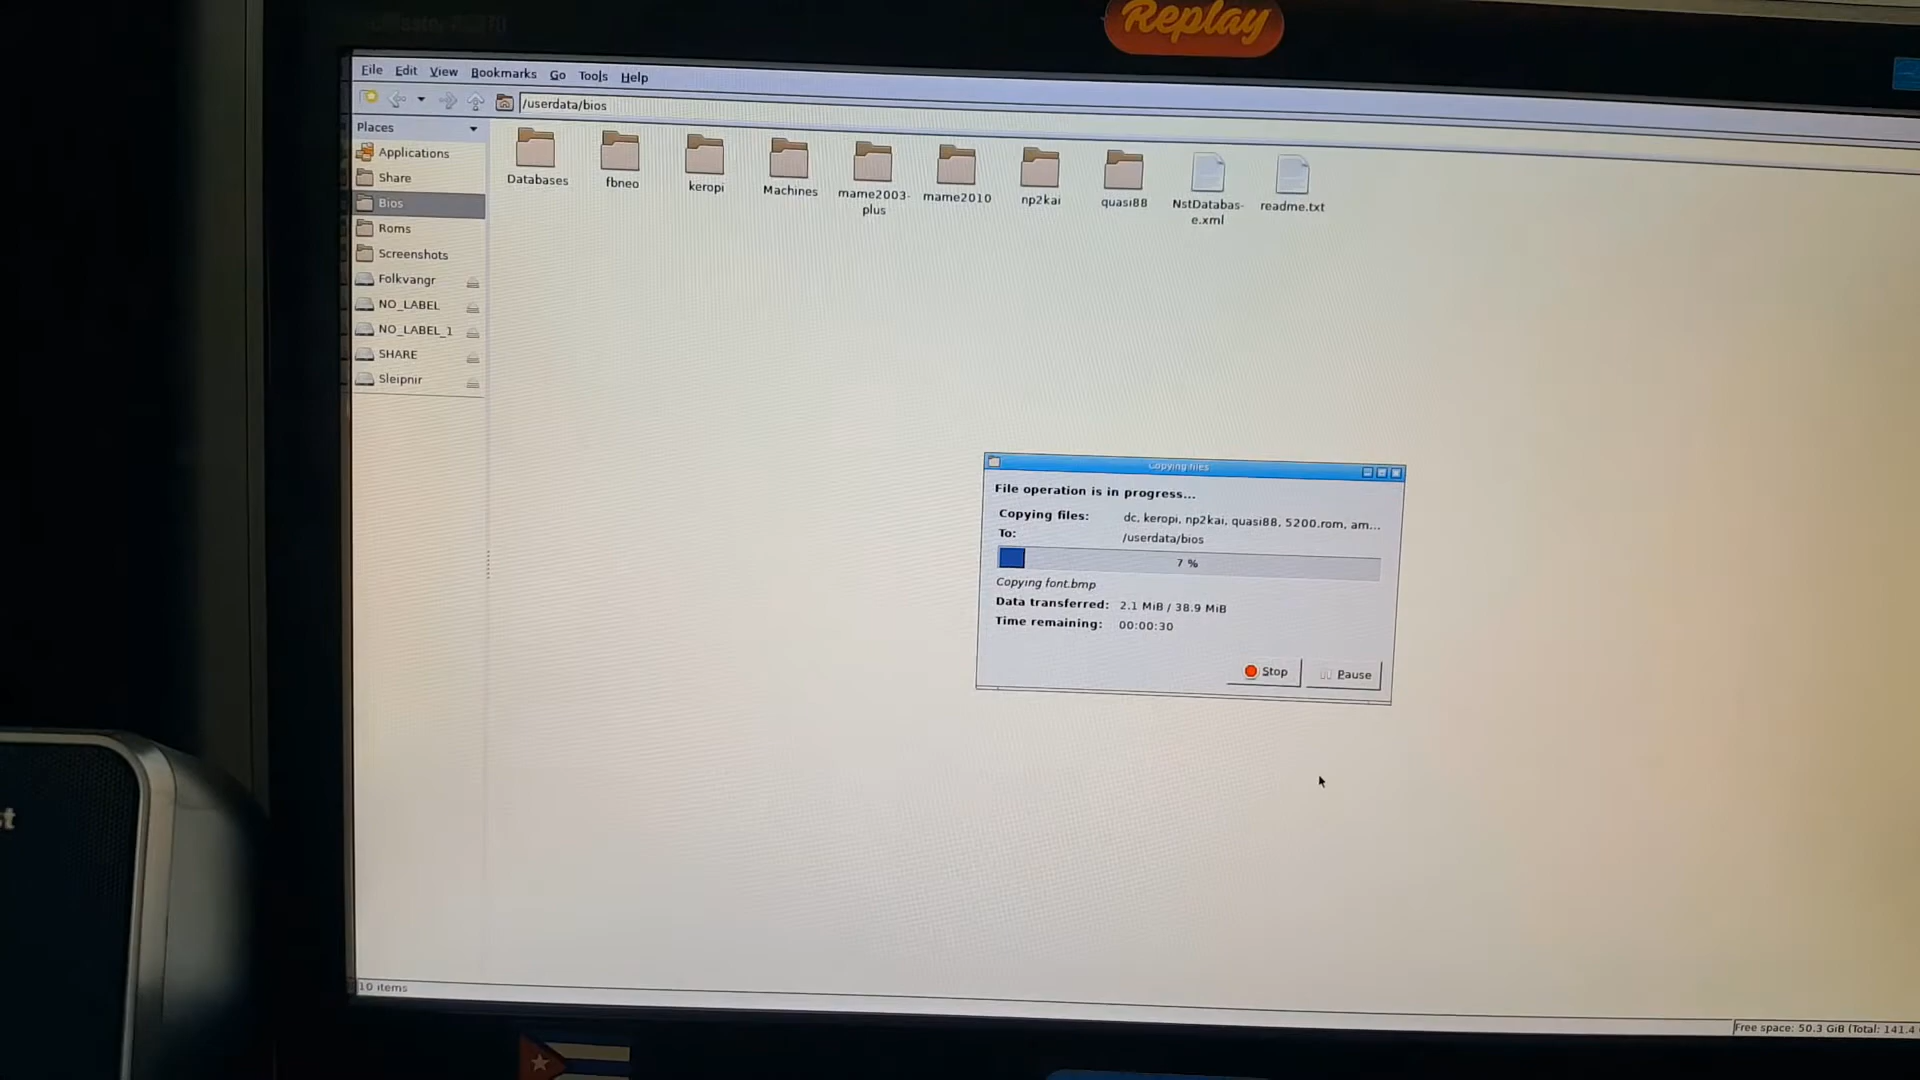 Replay
File Edit View Bookmarks Go Tools Help
/userdata/bios
Places
Applications
Share
Bios
Roms
Screenshots
Folkvangr
NO_LABEL
NO_LABEL_1
SHARE
Sleipnir
Databases
fbneo
keropi
Machines
mame2003-
plus
mame2010
np2kai
quasi88
NstDatabas-
e.xml
readme.txt
Copying files
File operation is in progress...
Copying files: dc, keropi, np2kai, quasi88, 5200.rom, am...
To: /userdata/bios
7 %
Copying font.bmp
Data transferred: 2.1 MiB / 38.9 MiB
Time remaining: 00:00:30
Stop Pause
st
10 items
Free space: 50.3 GiB (Total: 141.4